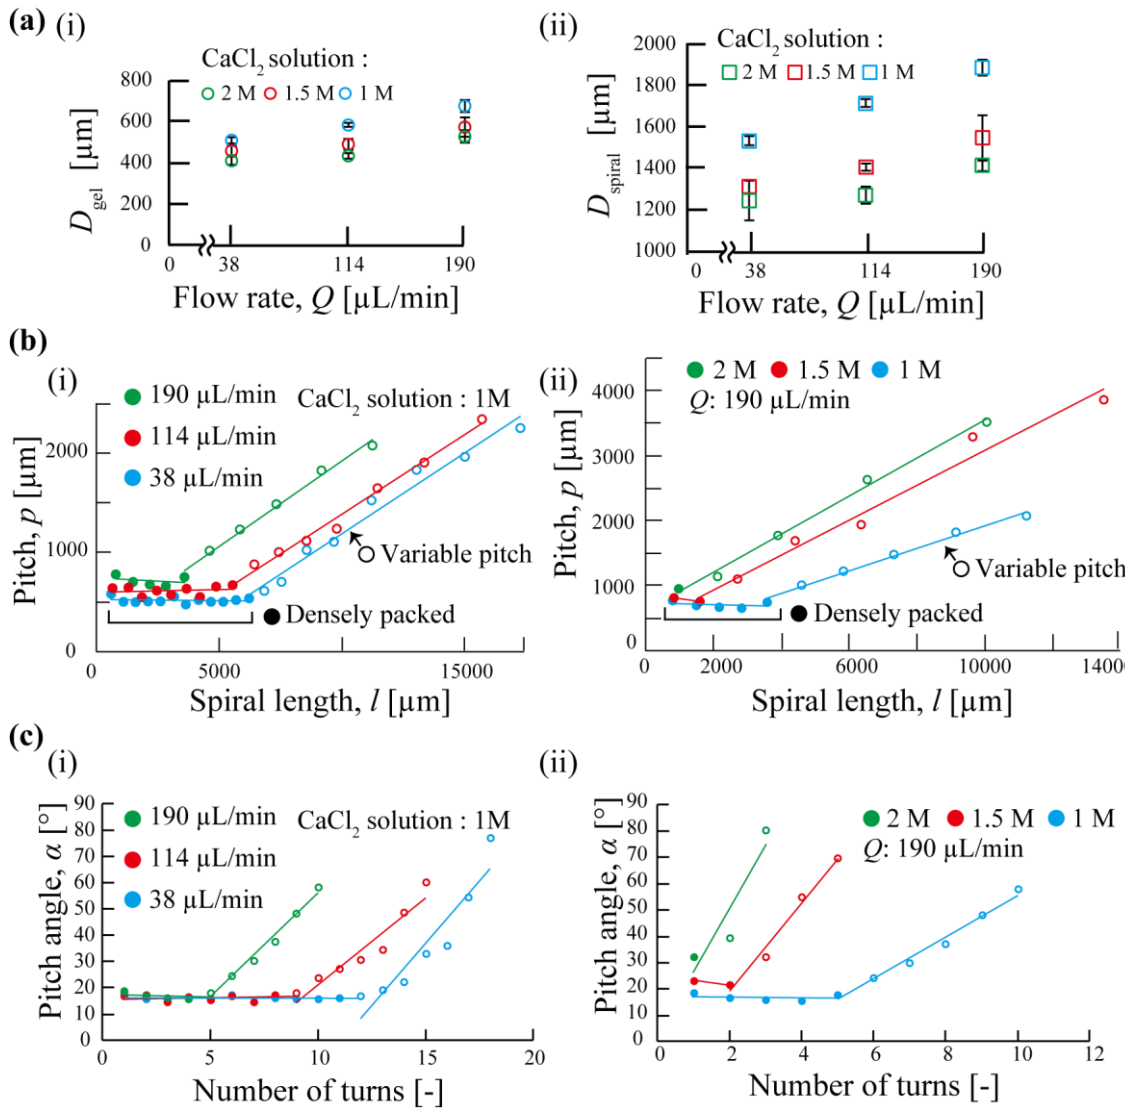 (a) (i)
CaCl2 solution :
2 M 1.5 M 1 M
Dgel [µm]
800
600
400
200
0
0 38 114 190
Flow rate, Q [µL/min]
(ii)
CaCl2 solution :
2 M 1.5 M 1 M
Dspiral [µm]
2000
1800
1600
1400
1200
1000
0 38 114 190
Flow rate, Q [µL/min]
(b)
(i)
190 µL/min
114 µL/min
38 µL/min
CaCl2 solution : 1M
Pitch, p [µm]
2000
1000
500
0
Variable pitch
Densely packed
0 5000 15000
Spiral length, l [µm]
(ii)
2 M 1.5 M 1 M
Q: 190 µL/min
Pitch, p [µm]
4000
3000
2000
1000
0
Variable pitch
Densely packed
0 2000 6000 10000 14000
Spiral length, l [µm]
(c)
(i)
190 µL/min
114 µL/min
38 µL/min
CaCl2 solution : 1M
Pitch angle, α [°]
90
80
70
60
50
40
30
20
10
0
0 5 10 15 20
Number of turns [-]
(ii)
2 M 1.5 M 1 M
Q: 190 µL/min
Pitch angle, α [°]
90
80
70
60
50
40
30
20
10
0
0 2 4 6 8 10 12
Number of turns [-]